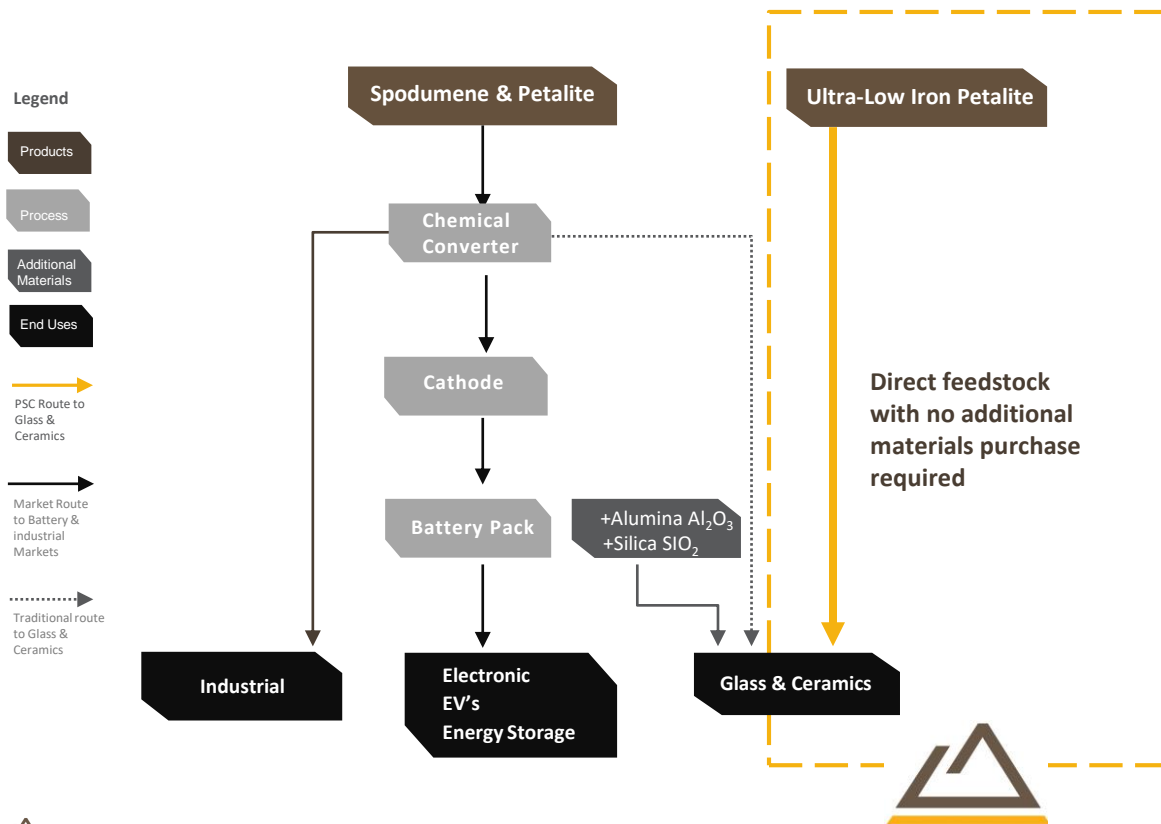 Legend
Products
Process
Additional
Materials
End Uses
PSC Route to
Glass &
Ceramics
Market Route
to Battery &
industrial
Markets
Traditional route
to Glass &
Ceramics
Spodumene & Petalite
Chemical
Converter
Cathode
Battery Pack
+Alumina Al₂O₃
+Silica SIO₂
Industrial
Electronic
EV's
Energy Storage
Glass & Ceramics
Ultra-Low Iron Petalite
Direct feedstock
with no additional
materials purchase
required